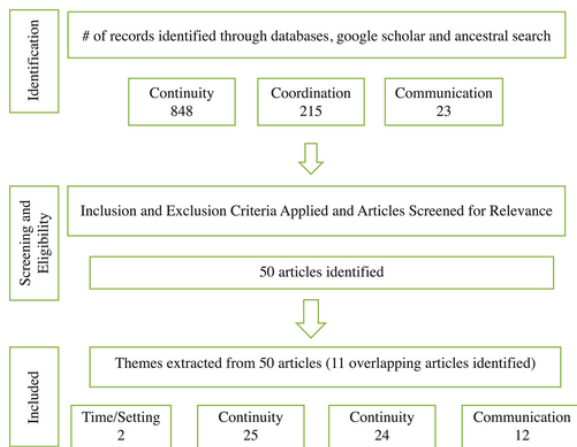 Identification
# of records identified through databases, google scholar and ancestral search
Continuity
848
Coordination
215
Communication
23
Screening and
Eligibility
Inclusion and Exclusion Criteria Applied and Articles Screened for Relevance
50 articles identified
Included
Themes extracted from 50 articles (11 overlapping articles identified)
Time/Setting
2
Continuity
25
Continuity
24
Communication
12